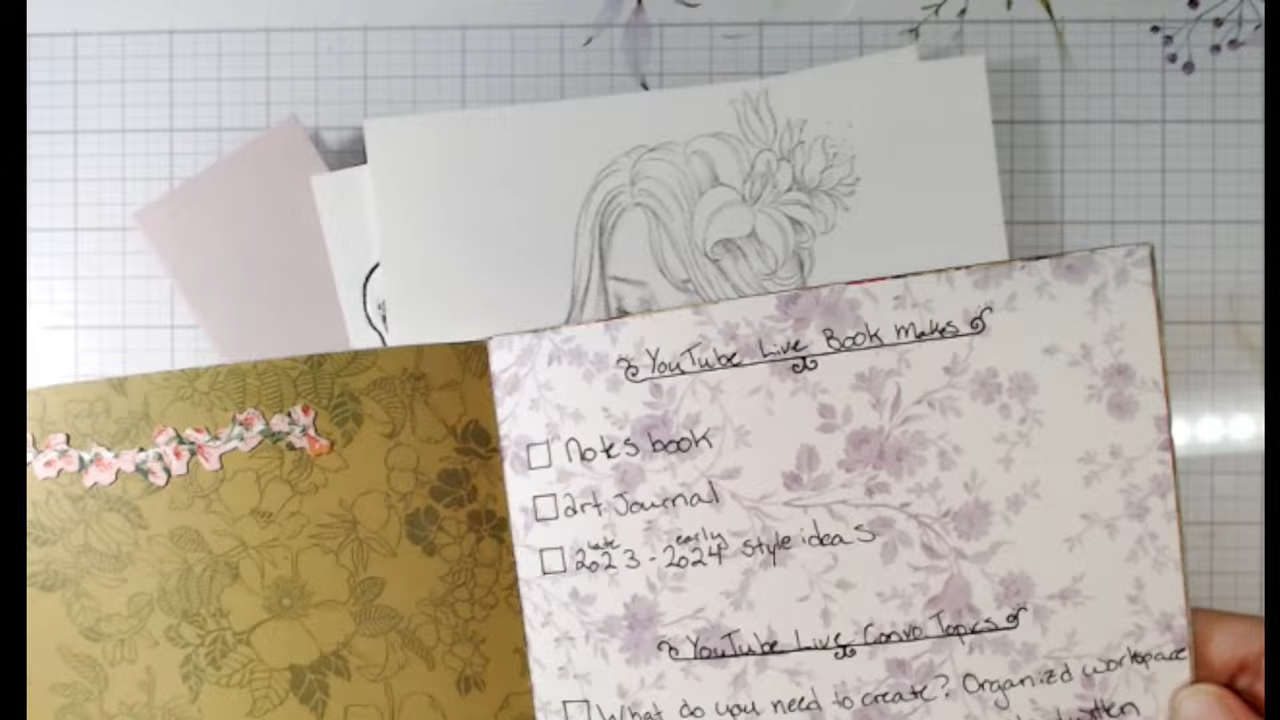 YouTube Live Book Makes
Notes book
art Journal
late early
2023-2024 style ideas
YouTube Live Convo Topics
What do you need to create? Organized workspace